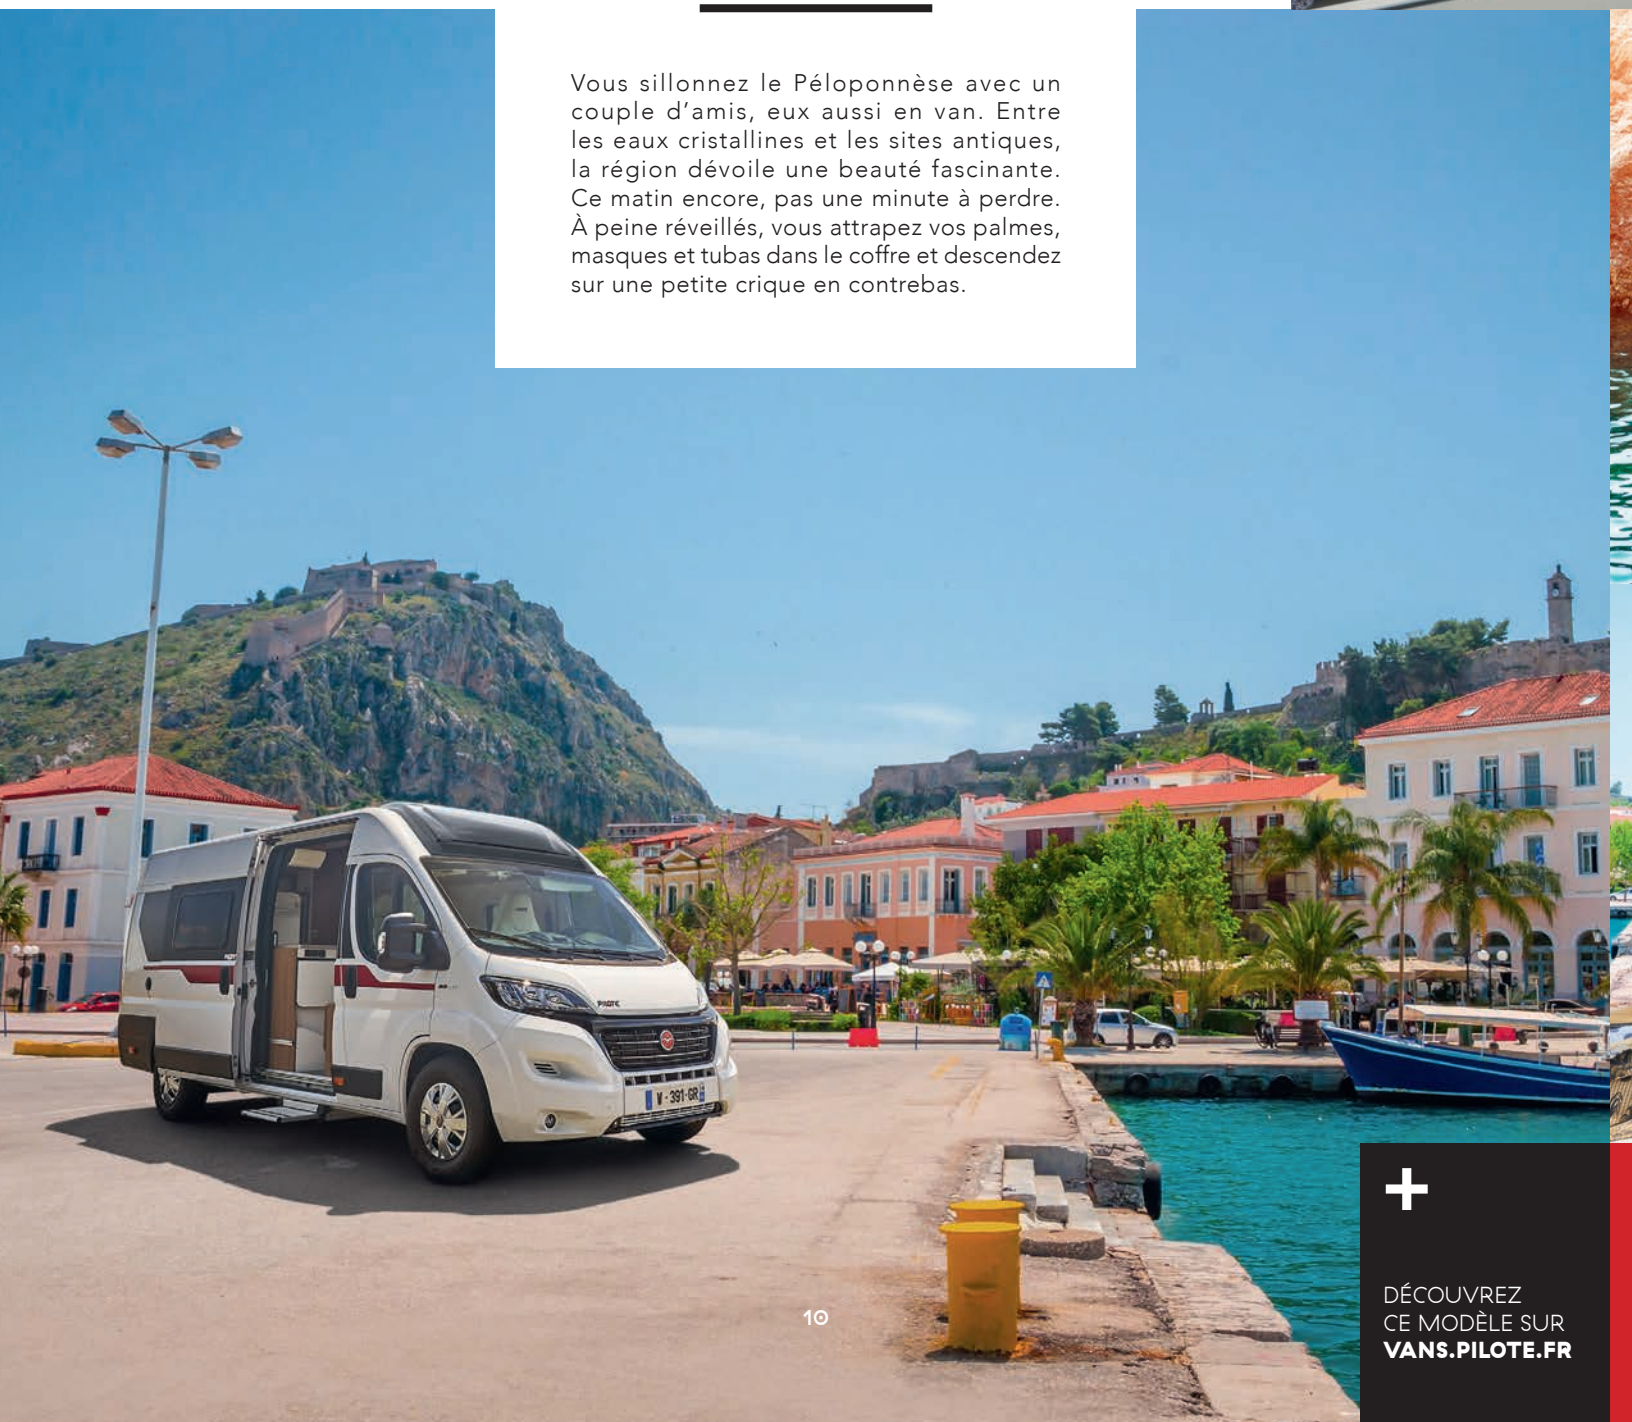 Vous sillonnez le Péloponnèse avec un
couple d'amis, eux aussi en van. Entre
les eaux cristallines et les sites antiques,
la région dévoile une beauté fascinante.
Ce matin encore, pas une minute à perdre.
À peine réveillés, vous attrapez vos palmes,
masques et tubas dans le coffre et descendez
sur une petite crique en contrebas.
PILOTE
V-391-GR
10
+
DÉCOUVREZ
CE MODÈLE SUR
VANS.PILOTE.FR